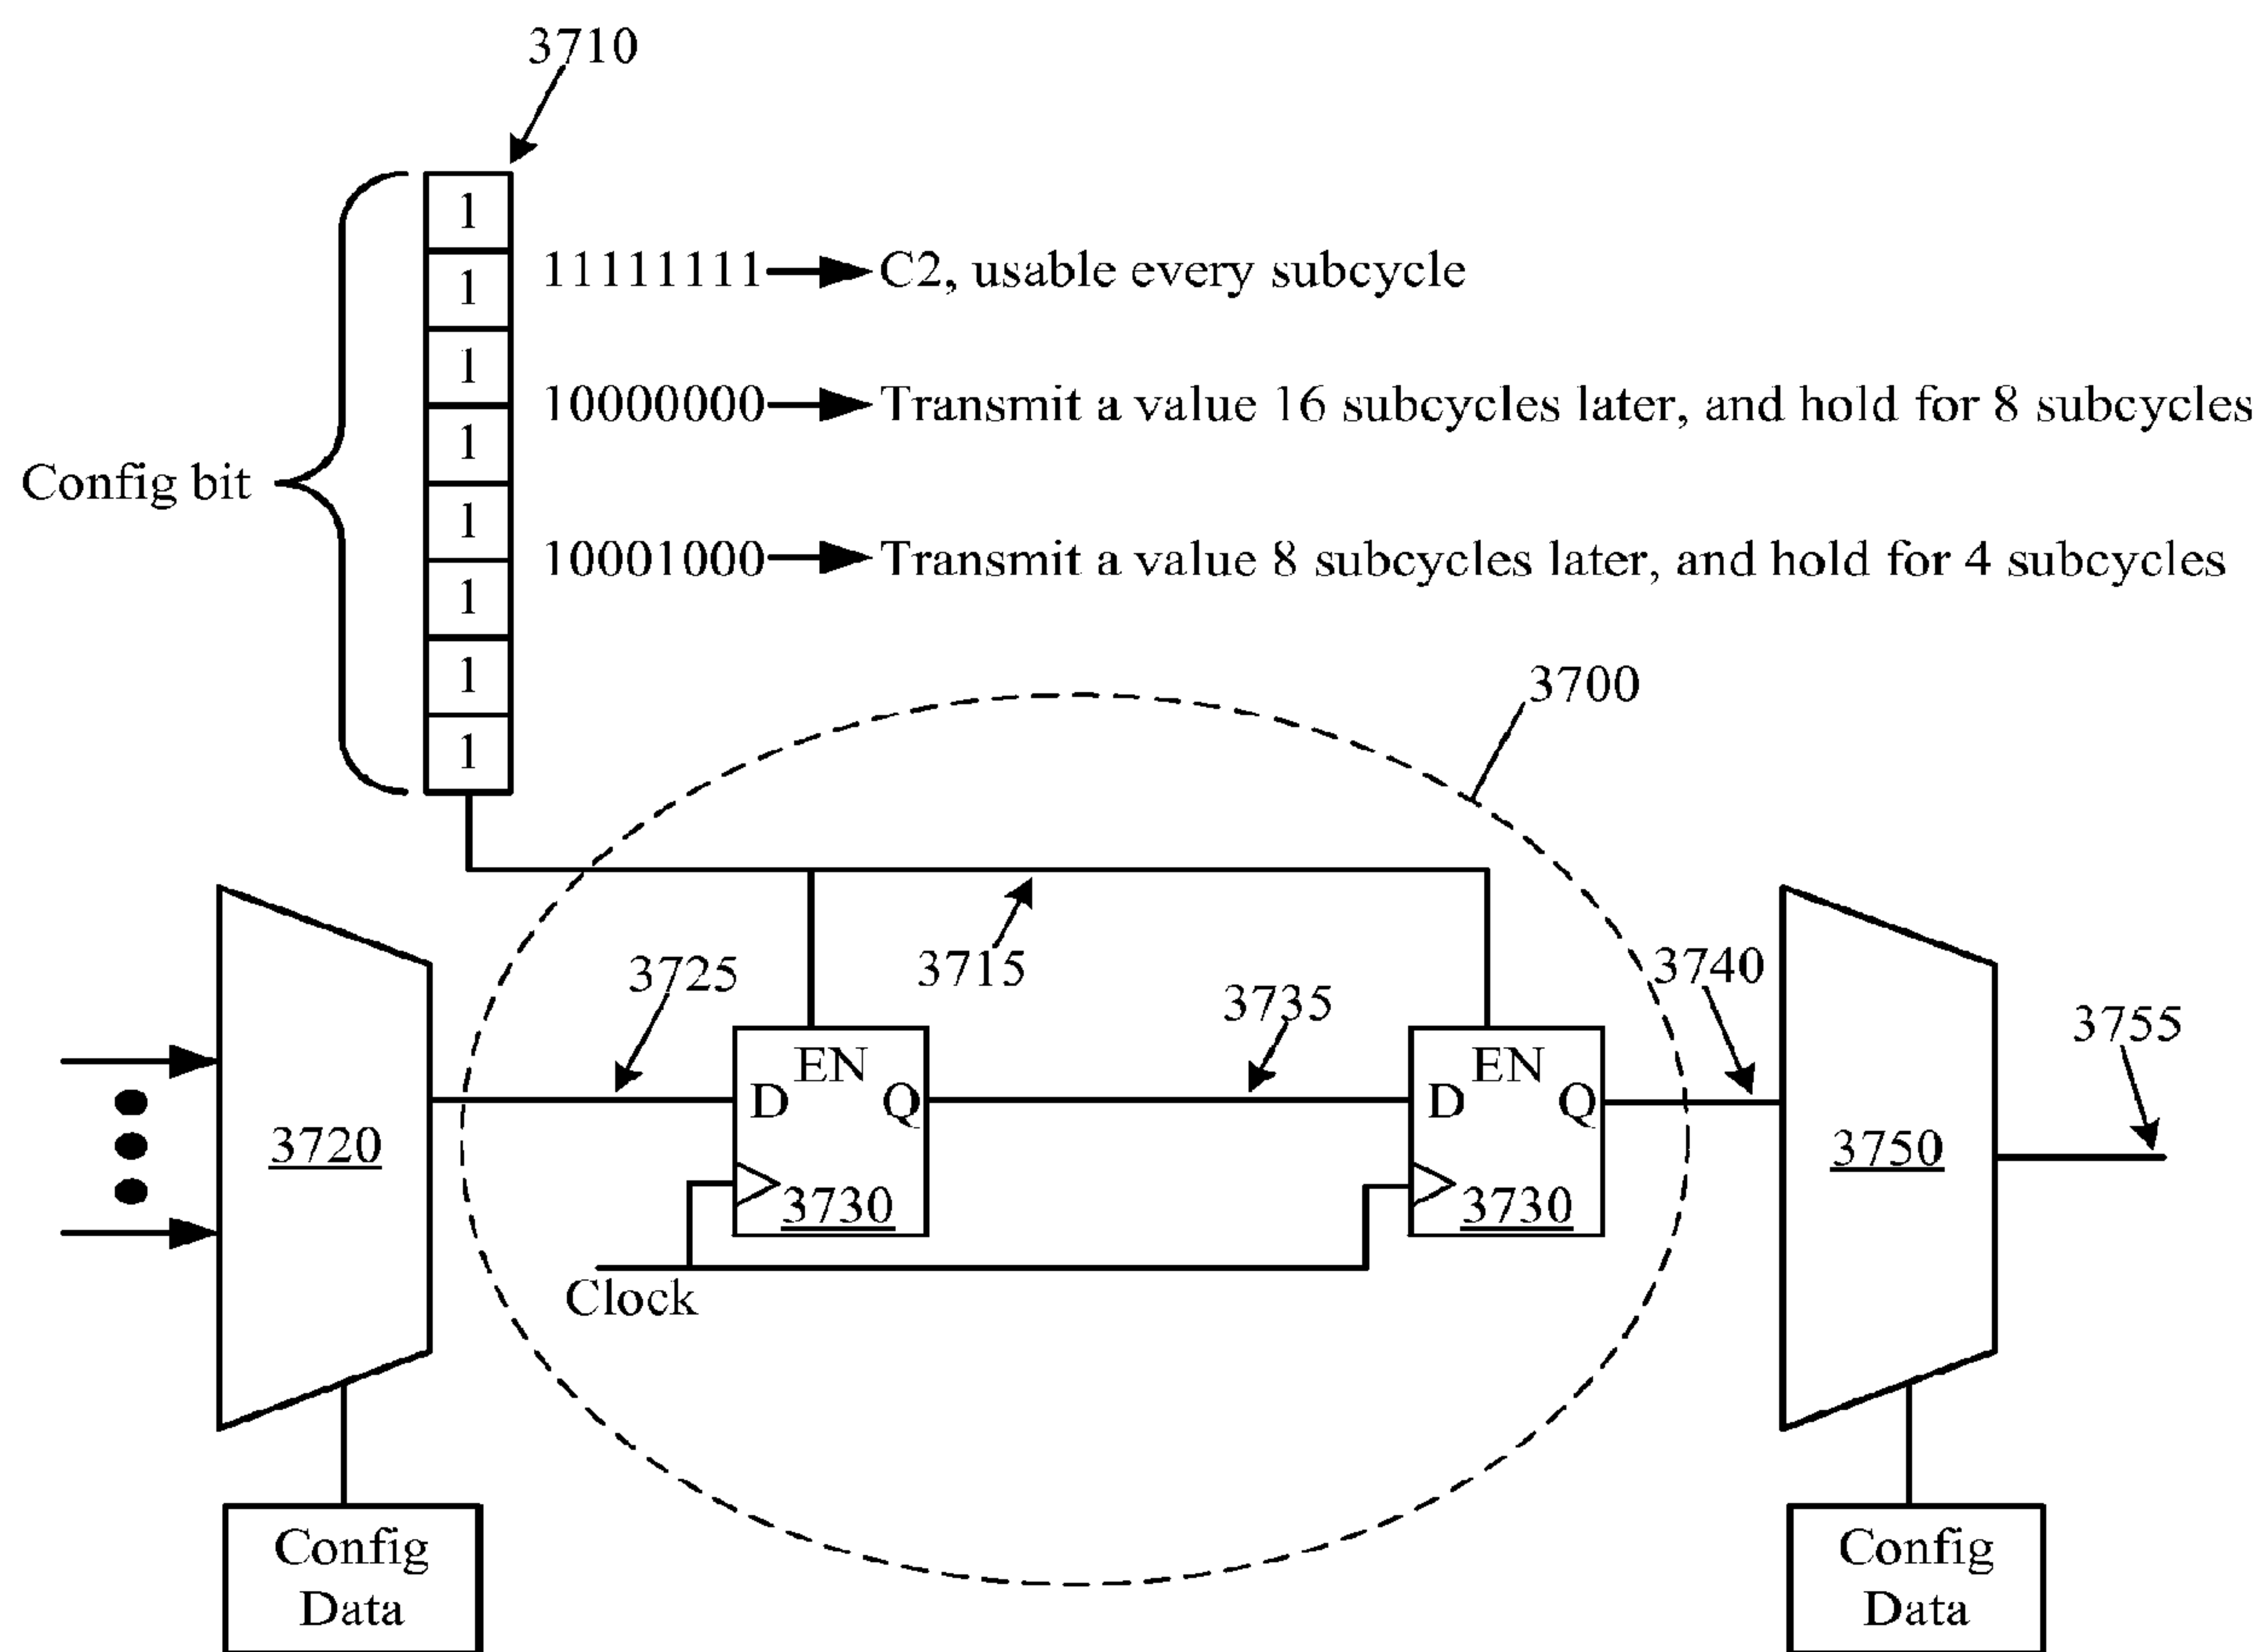 3710
1
11111111 C2, usable every subcycle
1
1
10000000 Transmit a value 16 subcycles later, and hold for 8 subcycles
1
Config bit
1
10001000 Transmit a value 8 subcycles later, and hold for 4 subcycles
1
1
1
3700
3715
3725
3735
3740
3755
EN
D
Q
3730
EN
D
Q
3730
3720
3750
Clock
Config
Data
Config
Data